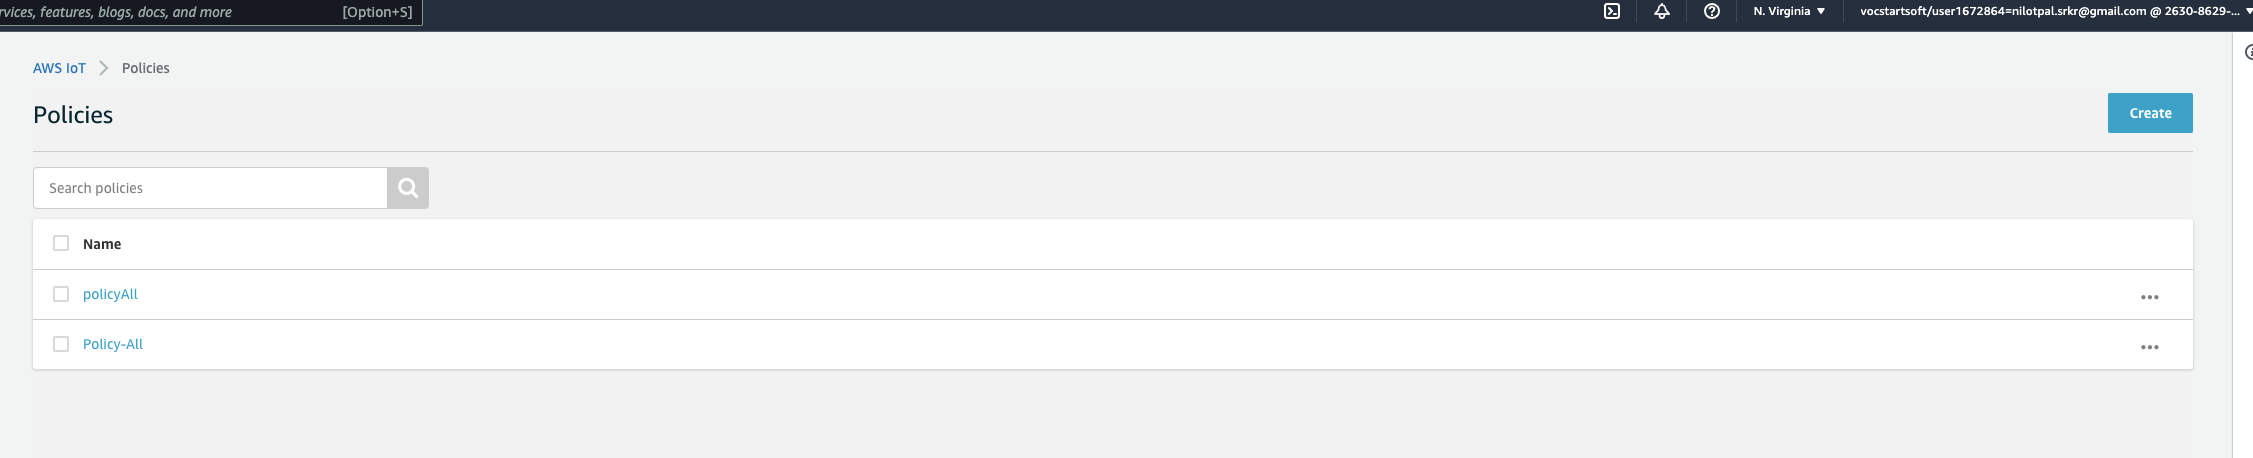 rvices, features, blogs, docs, and more [Option+S] N. Virginia vocstartsoft/user1672864=nilotpal.srkr@gmail.com @ 2630-8629-...
AWS IoT Policies
Policies
Create
Search policies
Name
policyAll
Policy-All